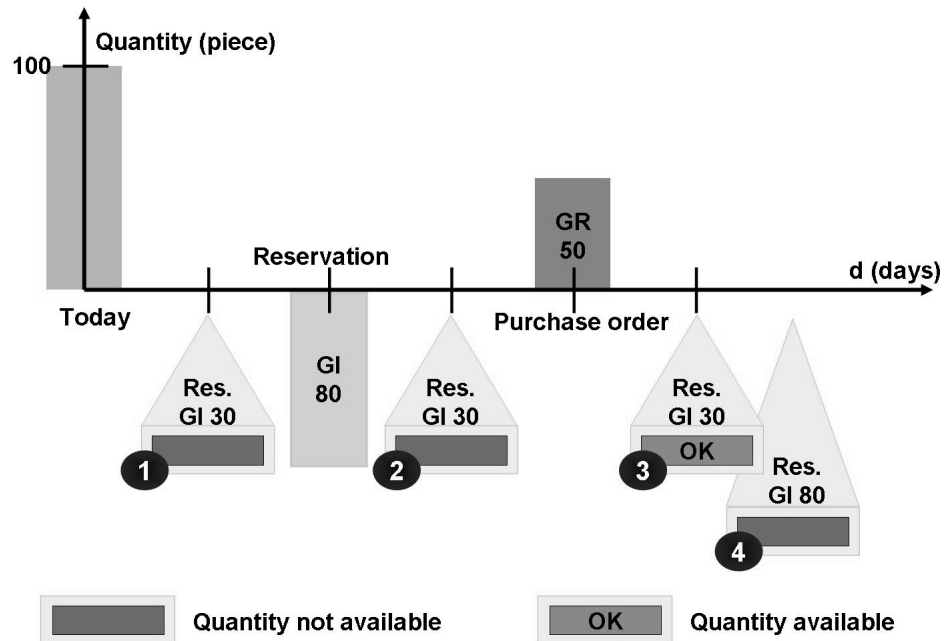 Quantity (piece)
100
Reservation
GR
50
d (days)
Today
Purchase order
GI
80
Res.
GI 30
1
Res.
GI 30
2
Res.
GI 30
OK
3
Res.
GI 80
4
Quantity not available
OK
Quantity available